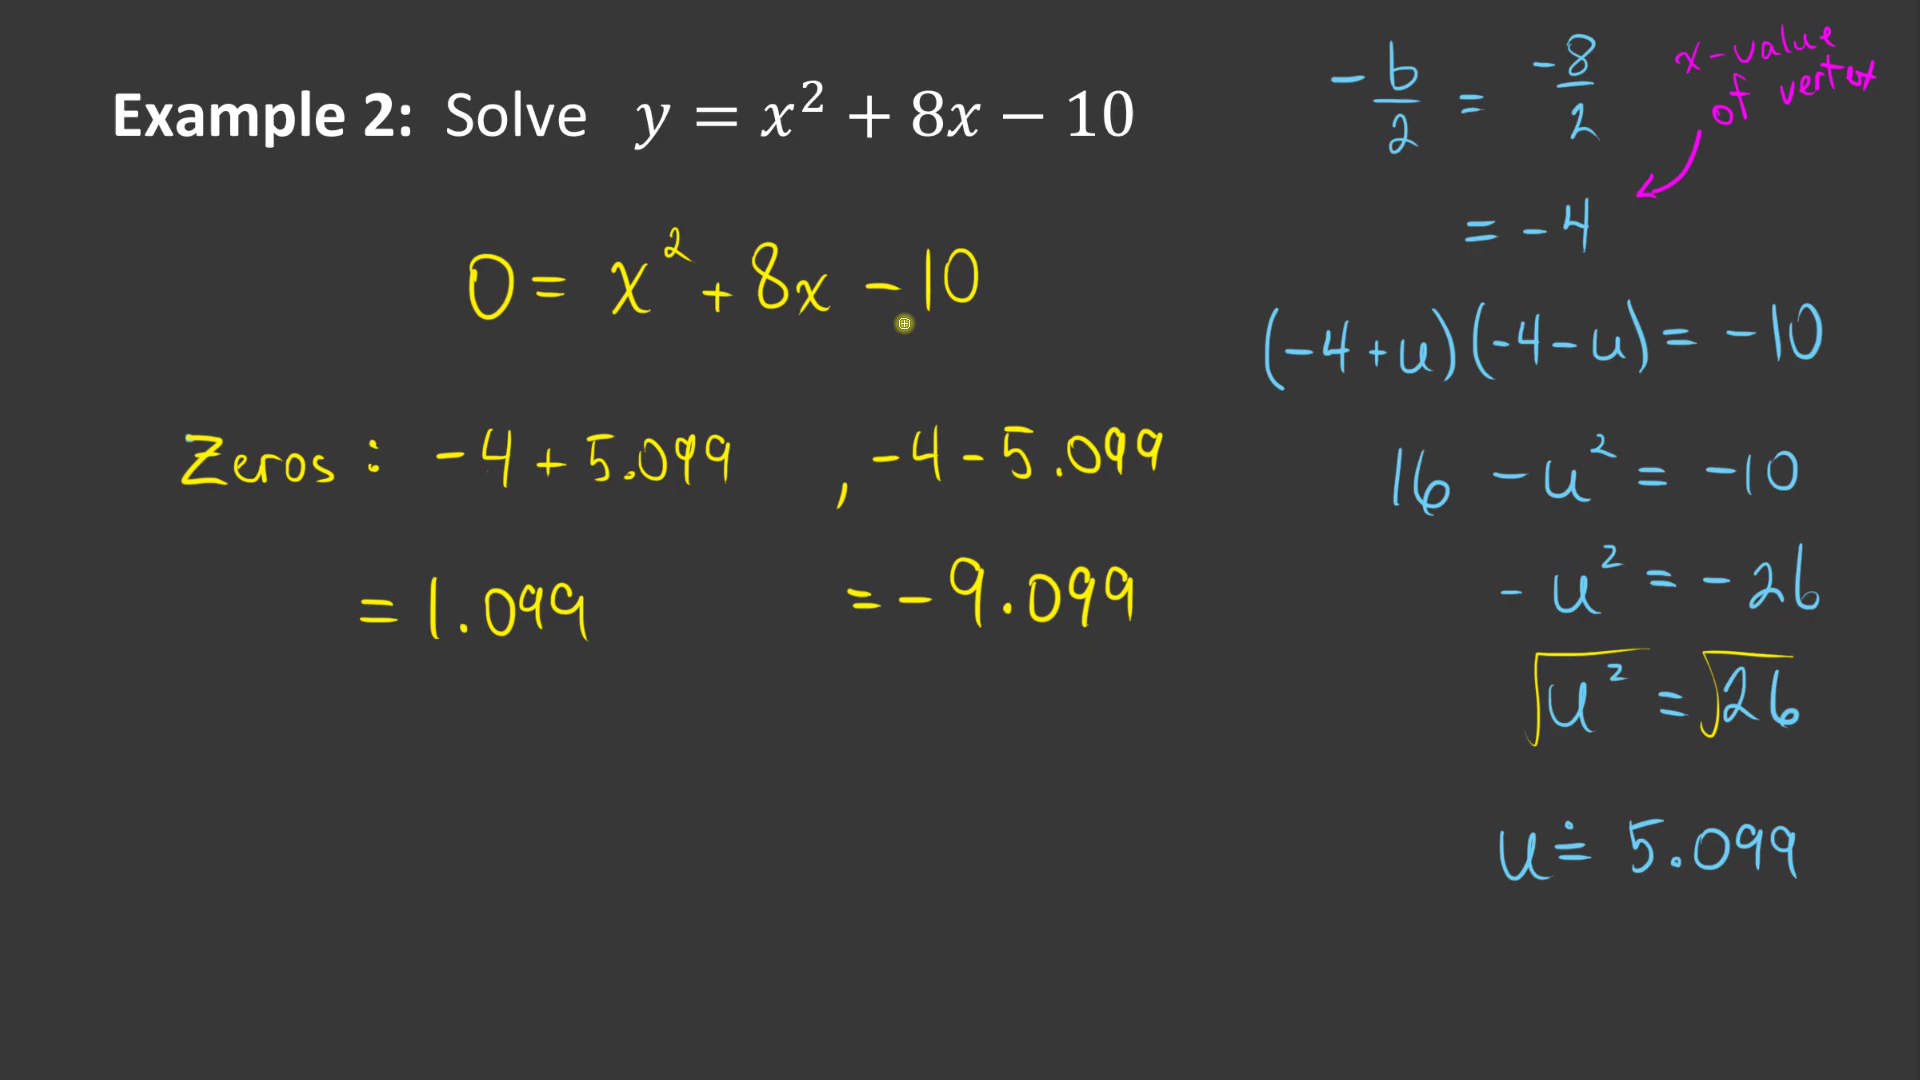 Example 2: Solve y = x² + 8x − 10
0 = x² + 8x − 10
Zeros : −4 + 5.099 , −4 − 5.099
= 1.099 = −9.099
− b/2 = −8/2
x-value
of vertex
= −4
(−4+u)(−4−u) = −10
16 − u² = −10
− u² = −26
√u² = √26
u ≐ 5.099